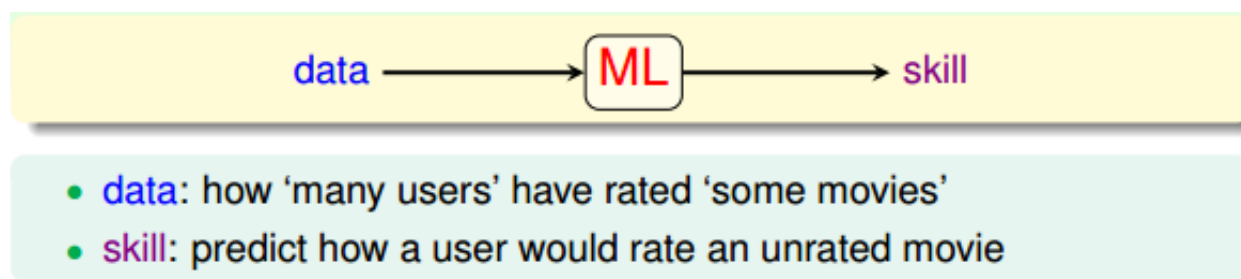 data ML skill
• data: how ‘many users’ have rated ‘some movies’
• skill: predict how a user would rate an unrated movie